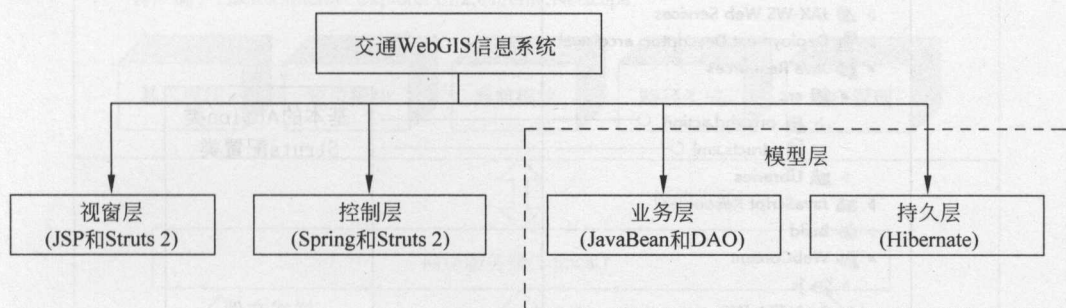 交通WebGIS信息系统
模型层
视窗层
(JSP和Struts 2)
控制层
(Spring和Struts 2)
业务层
(JavaBean和DAO)
持久层
(Hibernate)